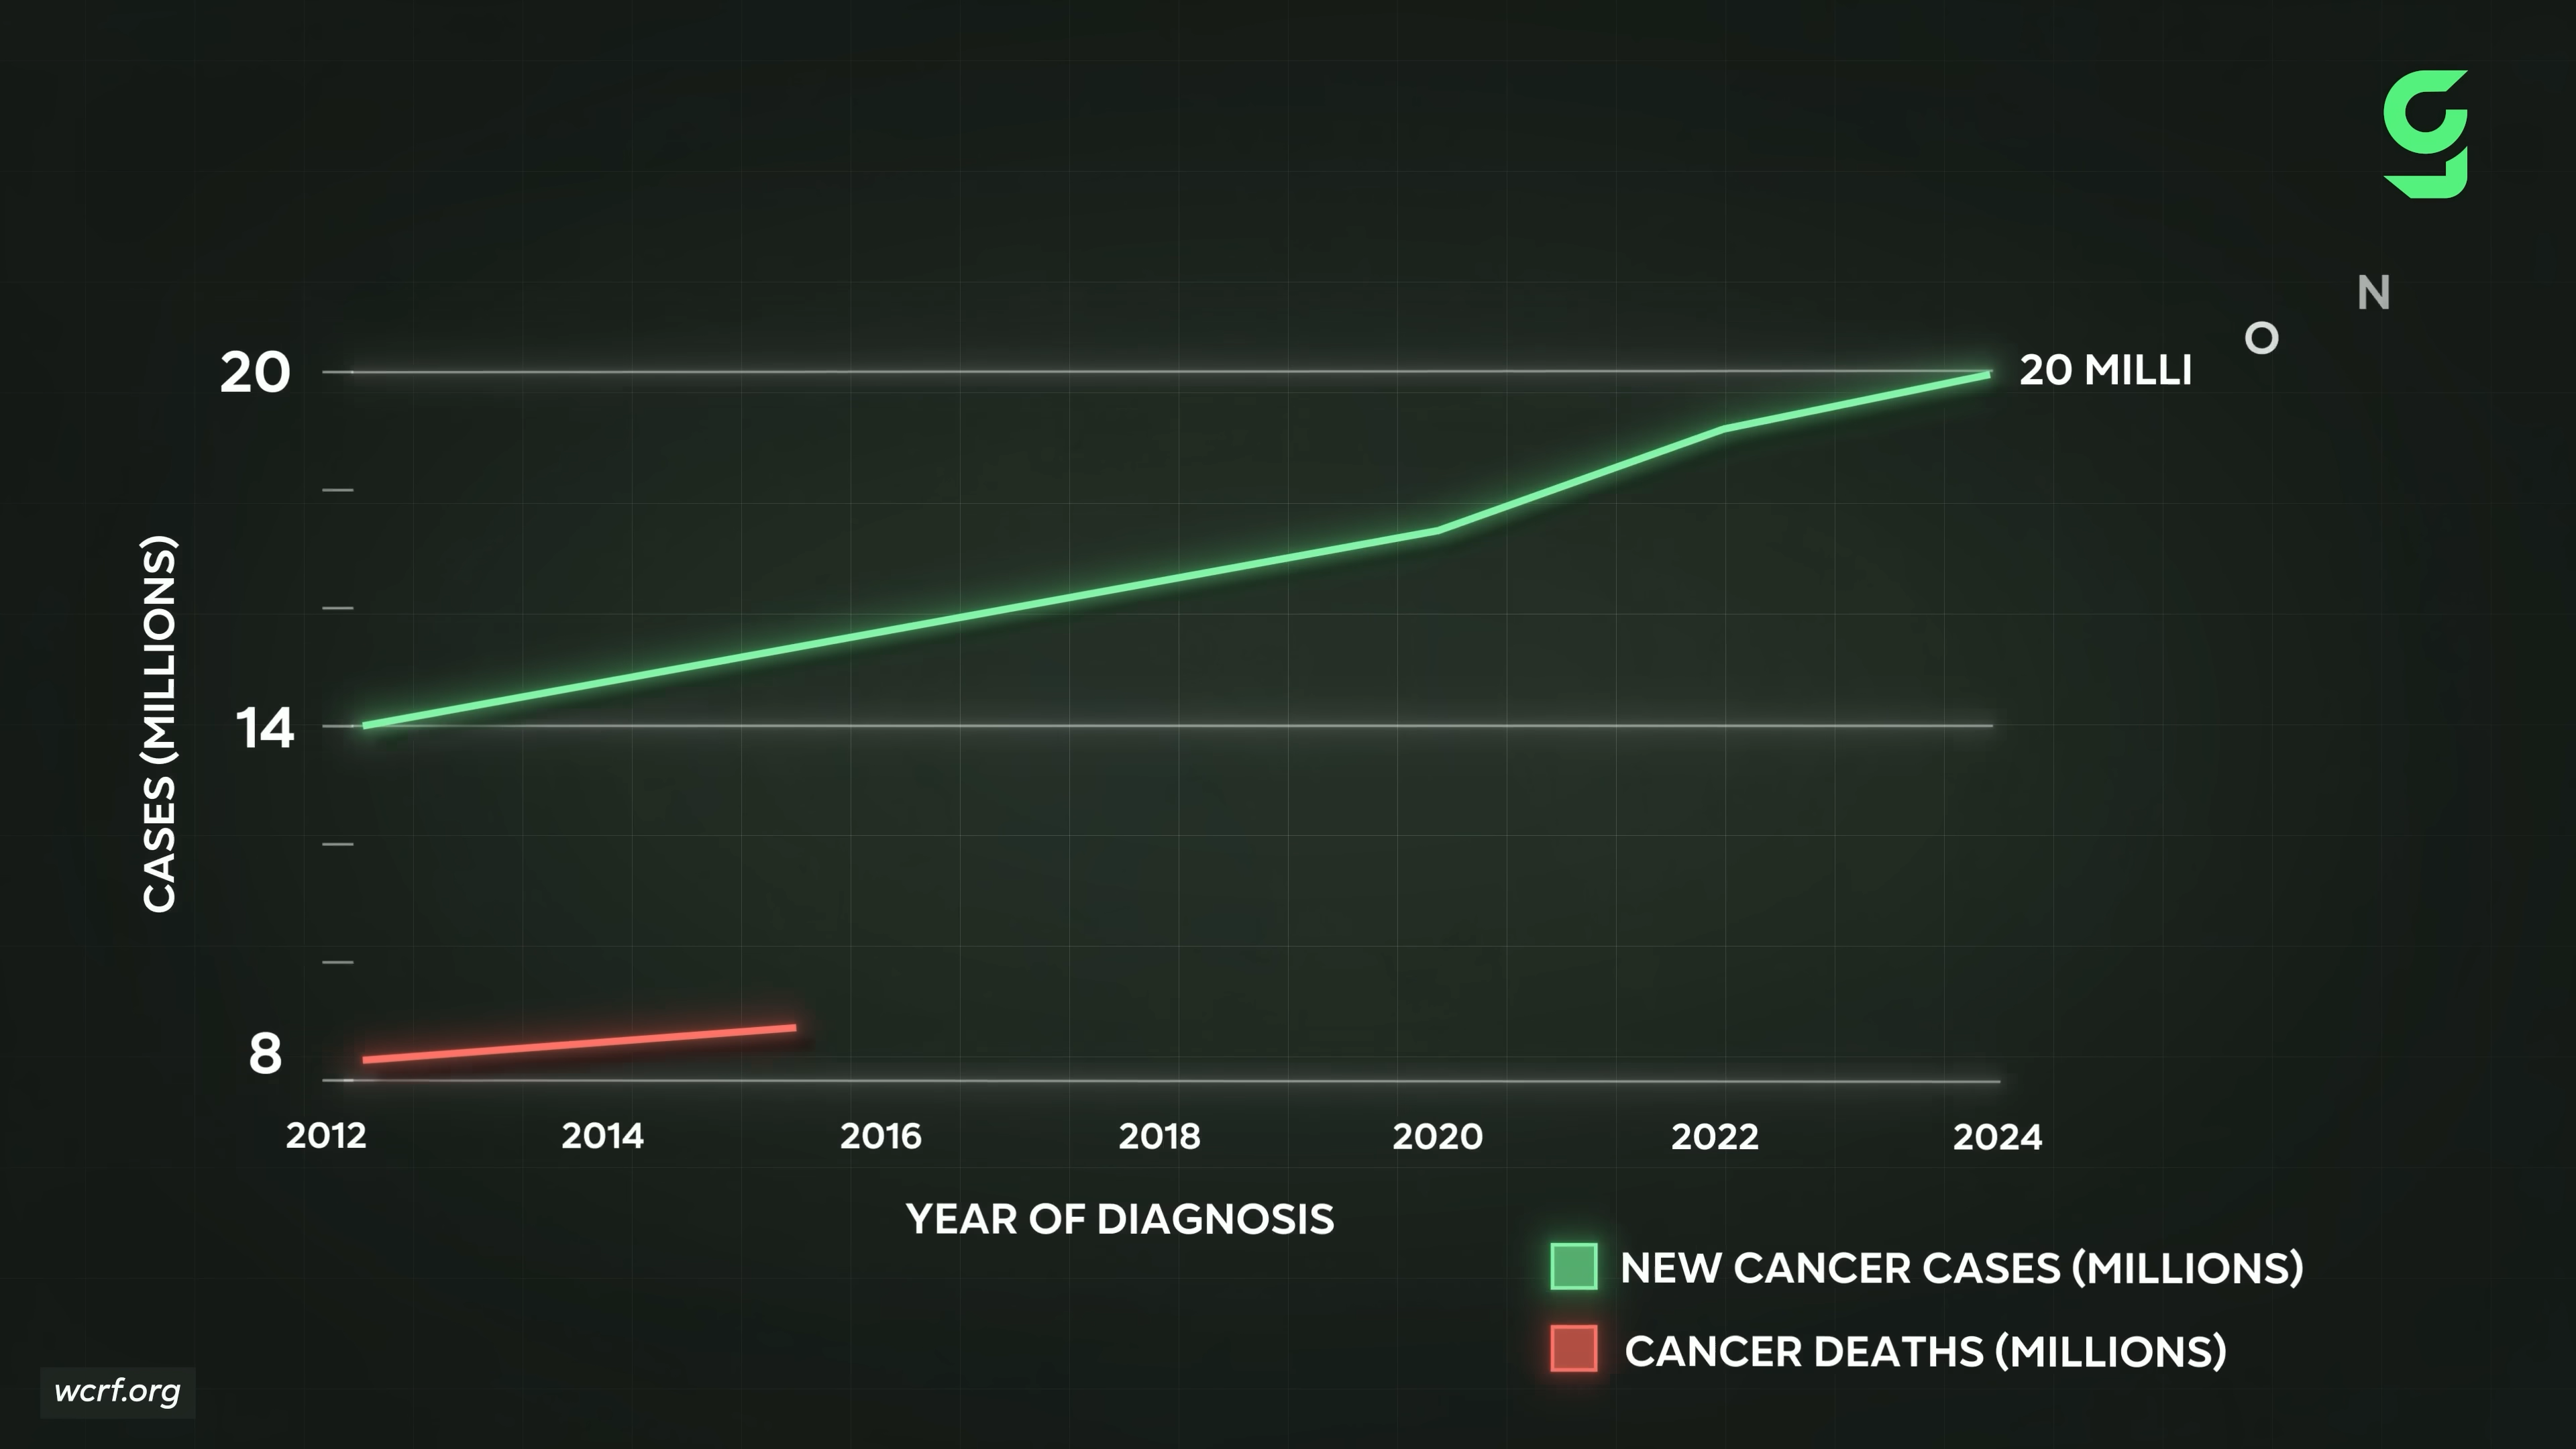 20
20 MILLI
O
N
14
8
CASES (MILLIONS)
2012 2014 2016 2018 2020 2022 2024
YEAR OF DIAGNOSIS
NEW CANCER CASES (MILLIONS)
CANCER DEATHS (MILLIONS)
wcrf.org